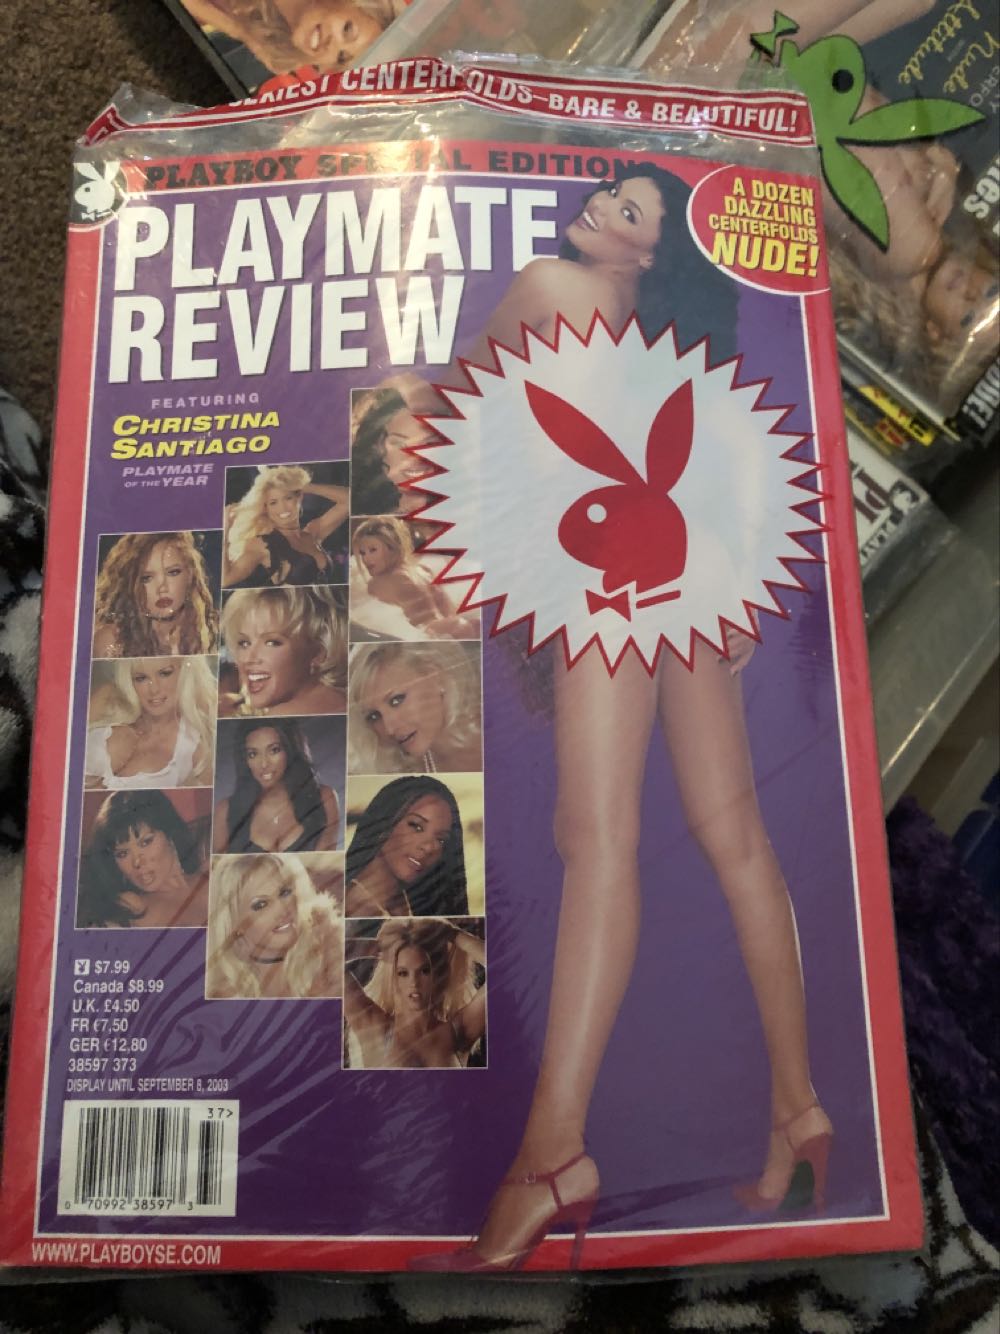 SEXIEST CENTERFOLDS—BARE & BEAUTIFUL!
PLAYBOY SPECIAL EDITIONS
PLAYMATE
REVIEW
A DOZEN
DAZZLING
CENTERFOLDS
NUDE!
FEATURING
CHRISTINA
SANTIAGO
PLAYMATE
OF THE YEAR
$7.99
Canada $8.99
U.K. £4.50
FR €7,50
GER €12,80
38597 373
DISPLAY UNTIL SEPTEMBER 8, 2003
37>
0 70992 38597 3
WWW.PLAYBOYSE.COM
Nude
Attitude